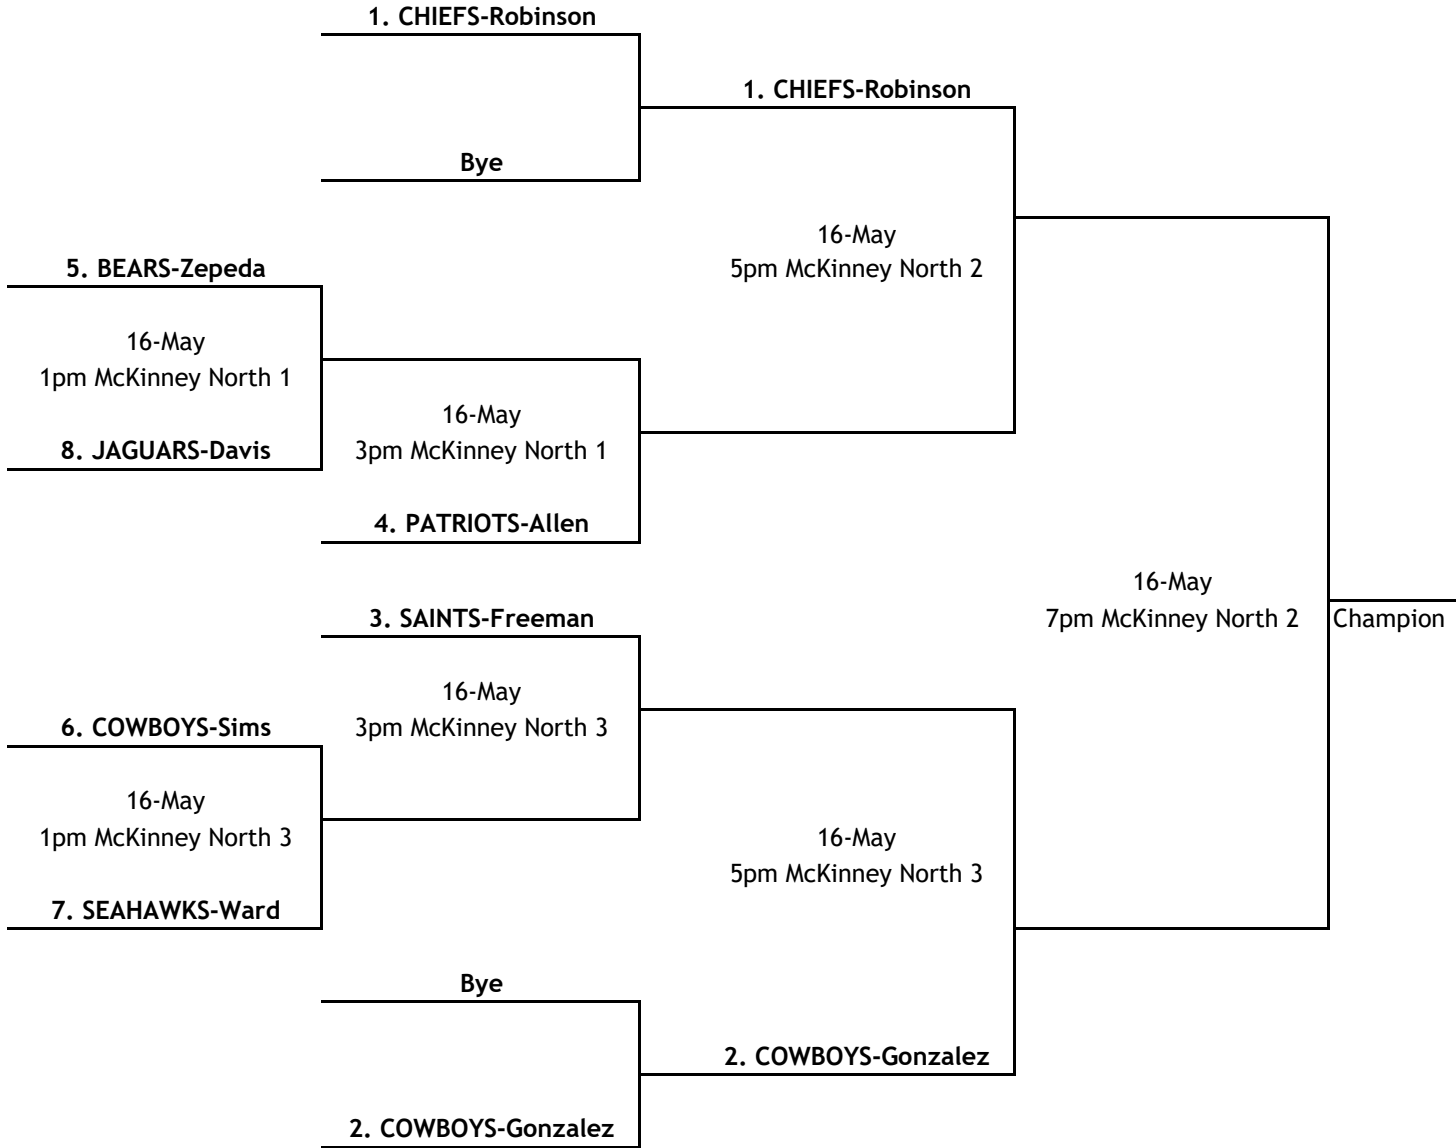 1. CHIEFS-Robinson
1. CHIEFS-Robinson
Bye
16-May
5pm McKinney North 2
5. BEARS-Zepeda
16-May
1pm McKinney North 1
8. JAGUARS-Davis
16-May
3pm McKinney North 1
4. PATRIOTS-Allen
16-May
7pm McKinney North 2
Champion
3. SAINTS-Freeman
16-May
3pm McKinney North 3
6. COWBOYS-Sims
16-May
1pm McKinney North 3
7. SEAHAWKS-Ward
16-May
5pm McKinney North 3
Bye
2. COWBOYS-Gonzalez
2. COWBOYS-Gonzalez